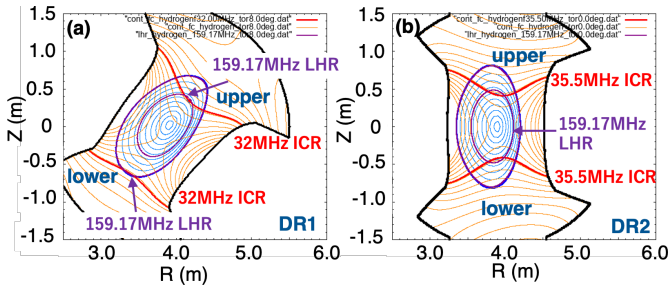 "cont_fc_hydrogenf32.00MHz_tor8.0deg.dat"
"cont_fc_hydrogen_tor8.0deg.dat"
"lhr_hydrogen_159.17MHz_tor8.0deg.dat"
(a)
159.17MHz LHR
upper
32MHz ICR
lower
32MHz ICR
159.17MHz LHR
DR1
1.5
1.0
0.5
0
-0.5
-1.0
-1.5
Z (m)
3.0
4.0
5.0
6.0
R (m)
"cont_fc_hydrogenf35.50MHz_tor0.0deg.dat"
"cont_fc_hydrogen_tor0.0deg.dat"
"lhr_hydrogen_159.17MHz_tor0.0deg.dat"
(b)
upper
35.5MHz ICR
159.17MHz
LHR
35.5MHz ICR
lower
DR2
1.5
1.0
0.5
0
-0.5
-1.0
-1.5
Z (m)
3.0
4.0
5.0
6.0
R (m)